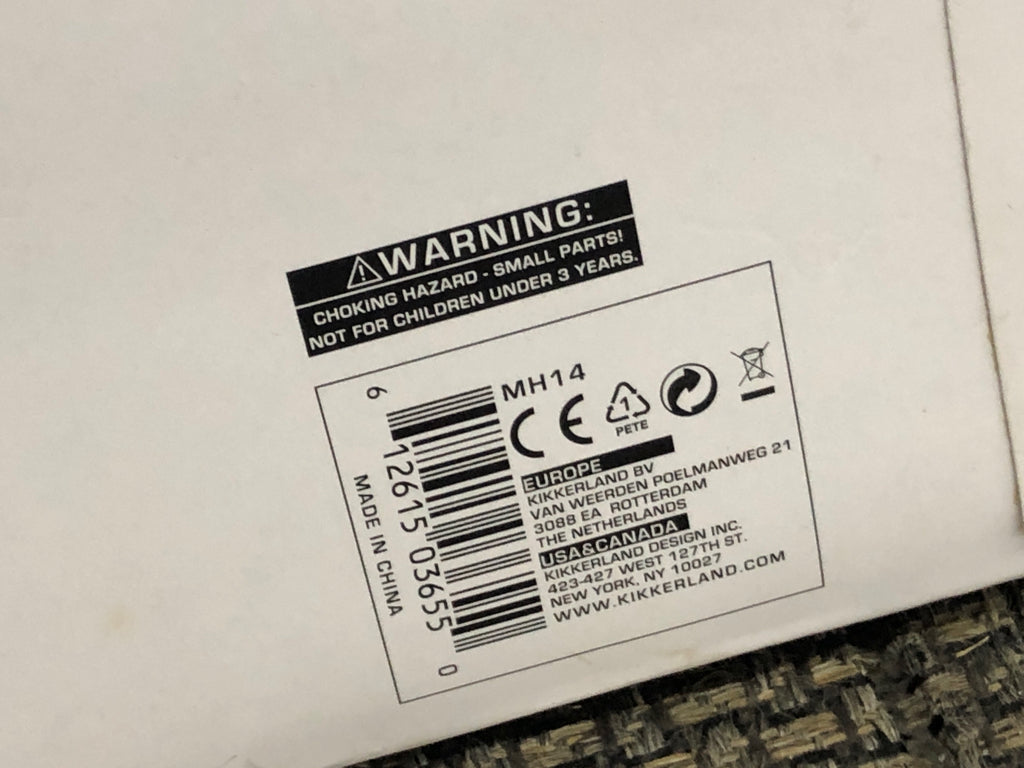 WARNING:
CHOKING HAZARD - SMALL PARTS!
NOT FOR CHILDREN UNDER 3 YEARS.
MH14
CE
1
PETE
EUROPE
KIKKERLAND BV
VAN WEERDEN POELMANWEG 21
3088 EA ROTTERDAM
THE NETHERLANDS
USA&CANADA
KIKKERLAND DESIGN INC.
423-427 WEST 127TH ST.
NEW YORK, NY 10027
WWW.KIKKERLAND.COM
6 12615 03655 0
MADE IN CHINA